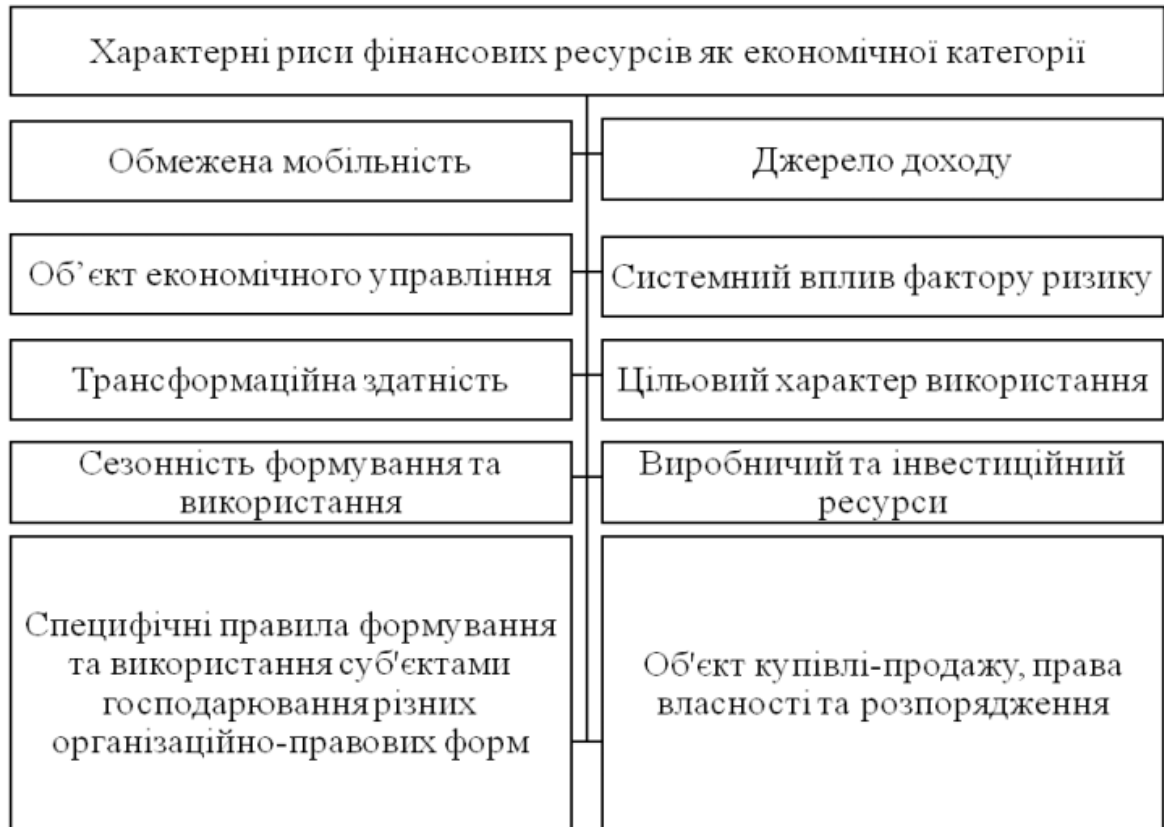 Характерні риси фінансових ресурсів як економічної категорії
Обмежена мобільність
Джерело доходу
Об’єкт економічного управління
Системний вплив фактору ризику
Трансформаційна здатність
Цільовий характер використання
Сезонність формування та
використання
Виробничий та інвестиційний
ресурси
Специфічні правила формування
та використання суб'єктами
господарювання різних
організаційно-правових форм
Об'єкт купівлі-продажу, права
власності та розпорядження